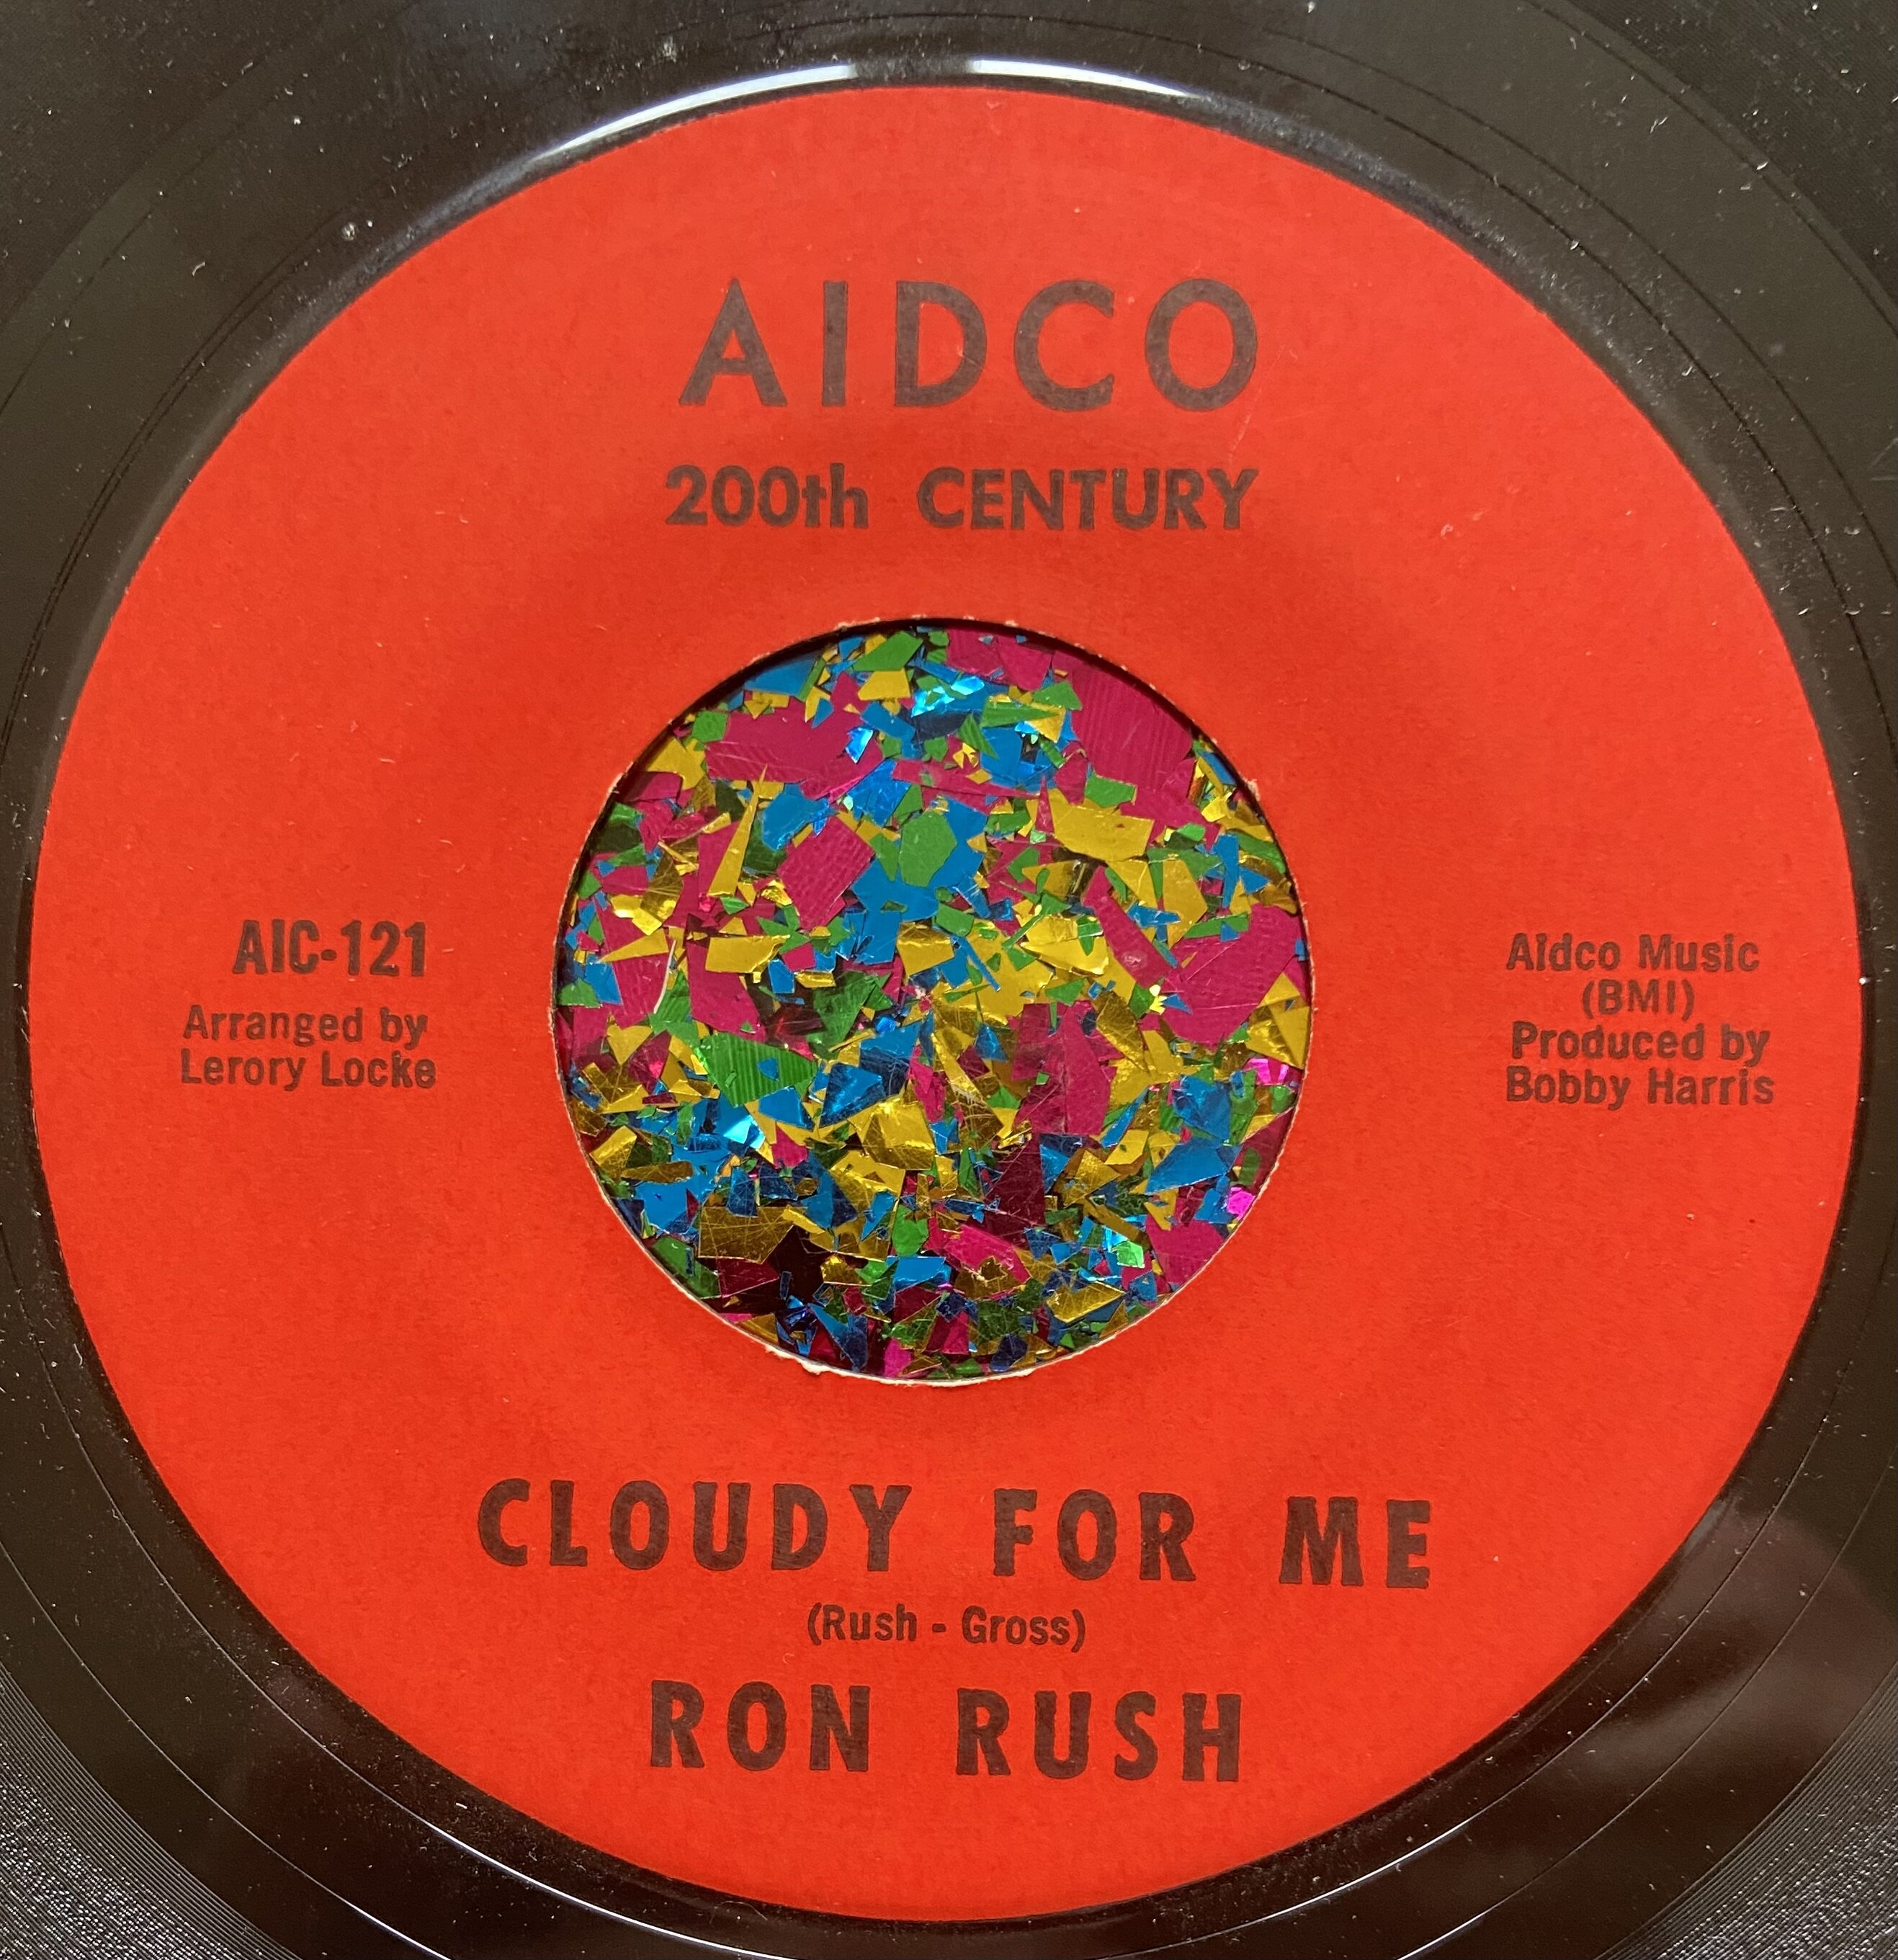 AIDCO
200th CENTURY
AIC-121
Arranged by
Lerory Locke
Aidco Music
(BMI)
Produced by
Bobby Harris
CLOUDY FOR ME
(Rush - Gross)
RON RUSH